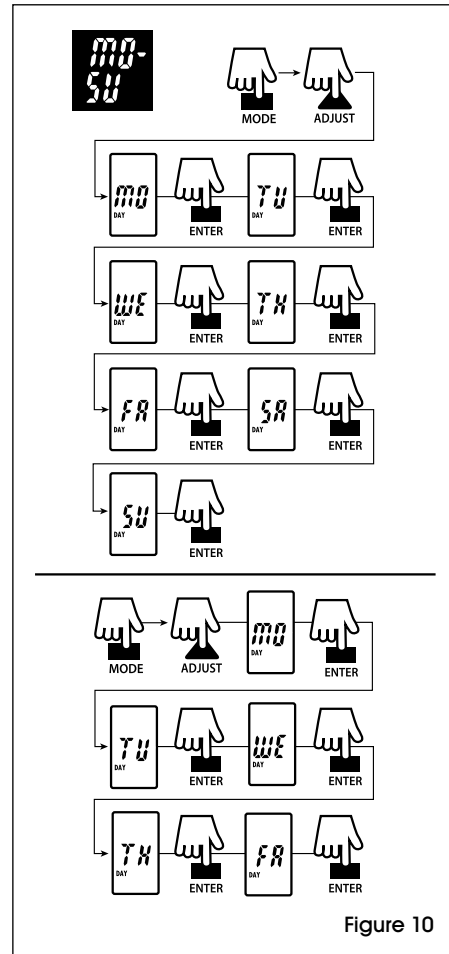 MO-
SU
MODE ADJUST
MO TU
DAY DAY
ENTER ENTER
WE TH
DAY DAY
ENTER ENTER
FR SA
DAY DAY
ENTER ENTER
SU
DAY
ENTER
MO
DAY
MODE ADJUST ENTER
TU WE
DAY DAY
ENTER ENTER
TH FR
DAY DAY
ENTER ENTER
Figure 10